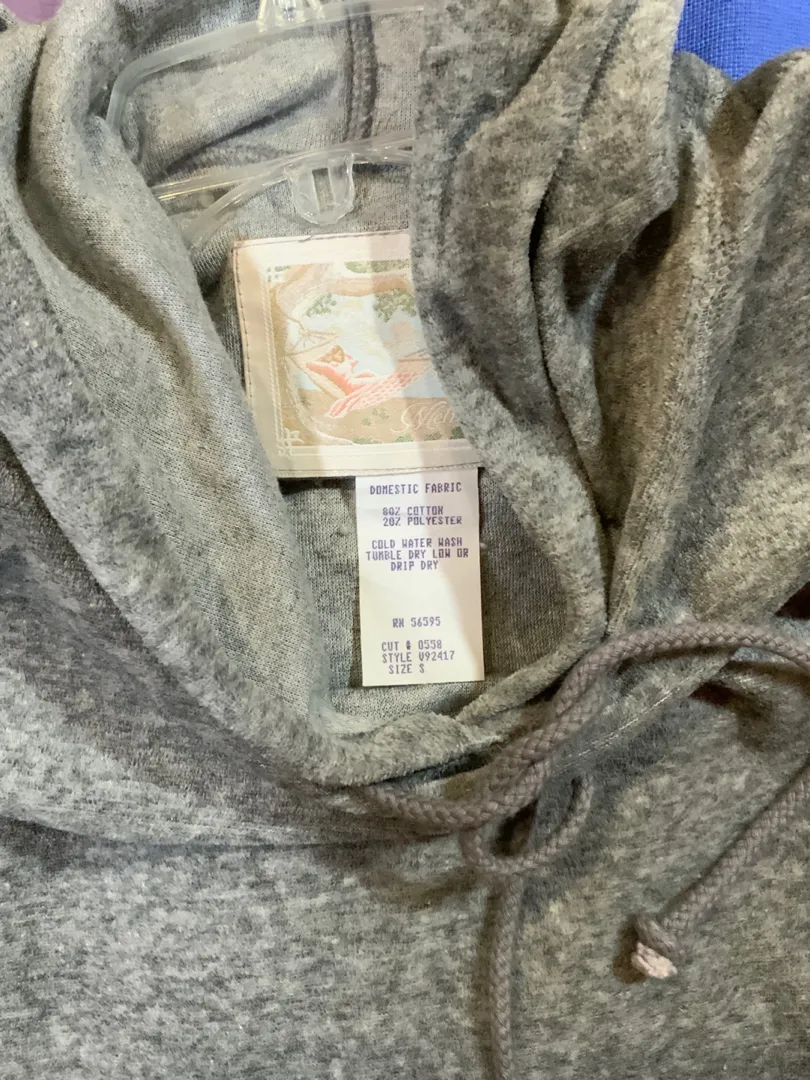 DOMESTIC FABRIC
80% COTTON
20% POLYESTER
COLD WATER WASH
TUMBLE DRY LOW OR
DRIP DRY
RN 56595
CUT # 0558
STYLE V92417
SIZE S